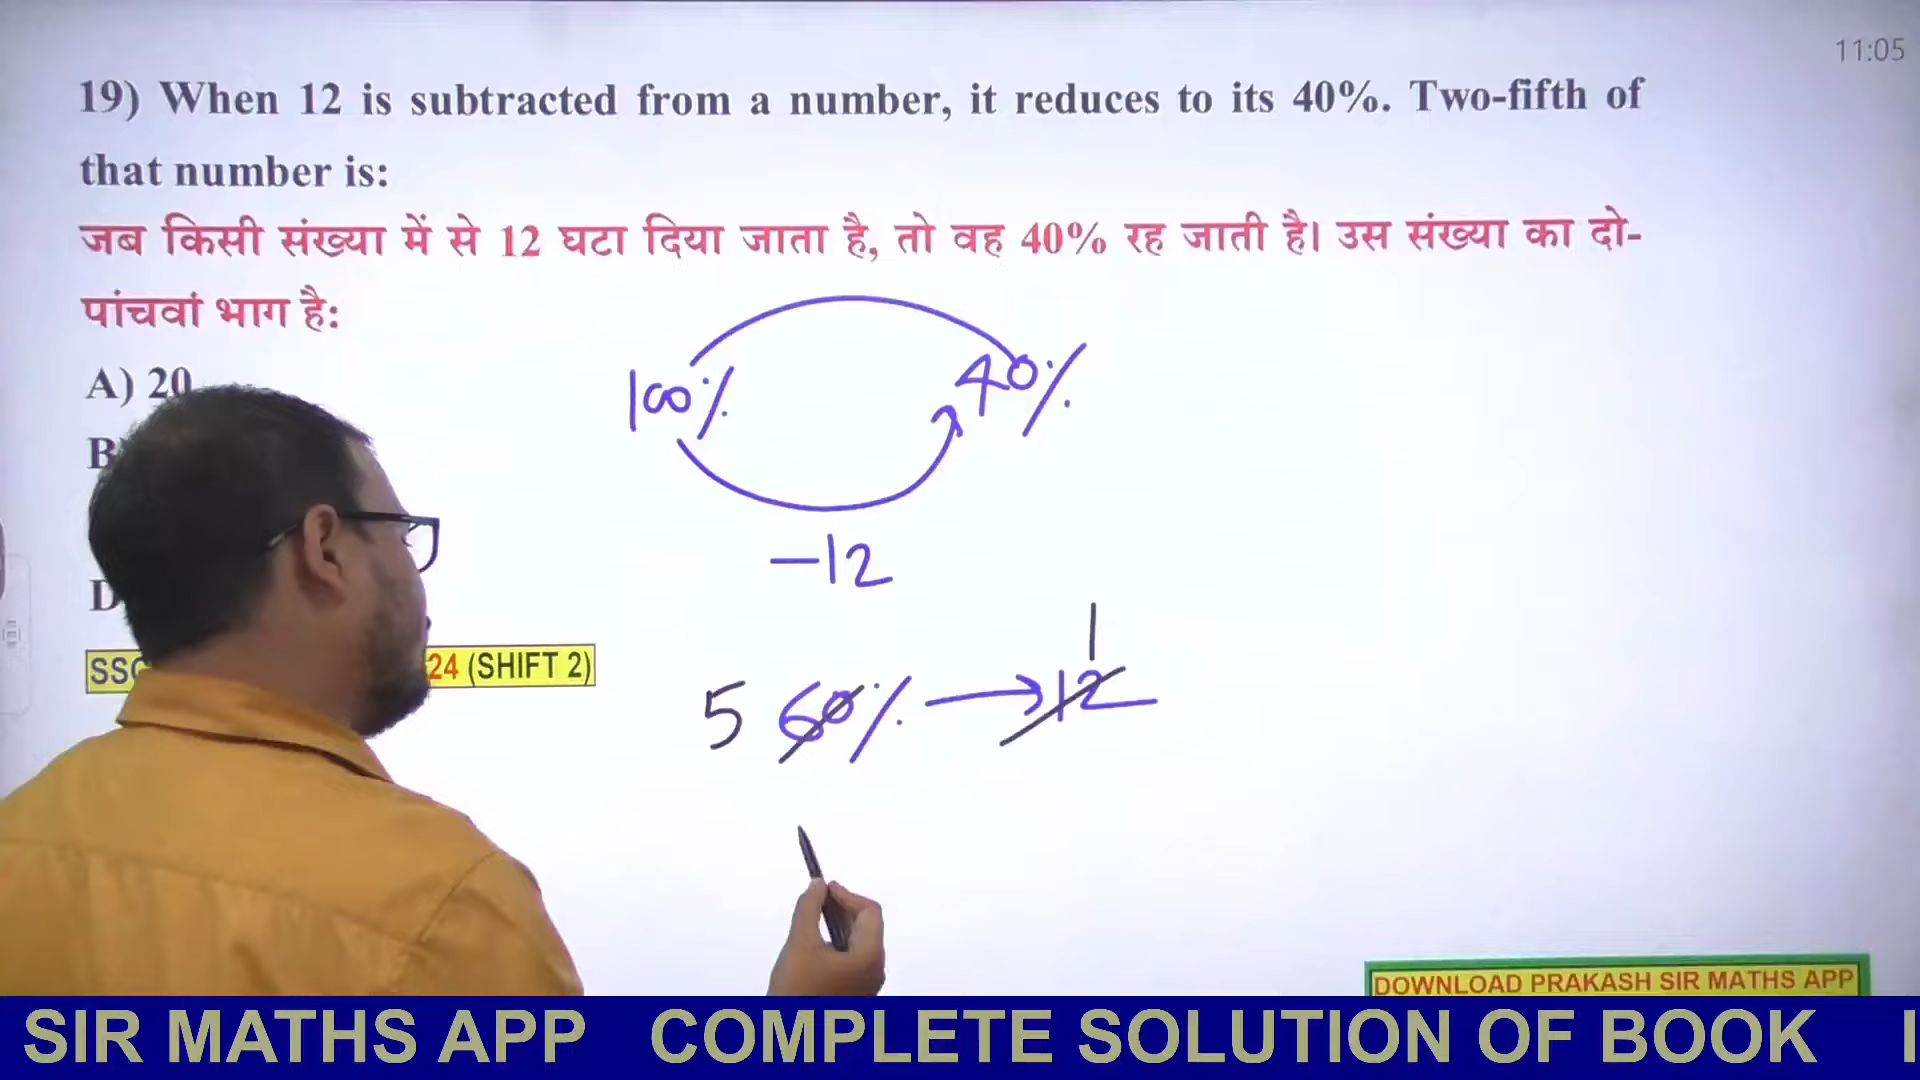 11:05
19) When 12 is subtracted from a number, it reduces to its 40%. Two-fifth of
that number is:
जब किसी संख्या में से 12 घटा दिया जाता है, तो वह 40% रह जाती है। उस संख्या का दो-
पांचवां भाग है:
A) 20
B)
D
100% 40%
-12
1
SSC 24 (SHIFT 2)
5 60% → 12
DOWNLOAD PRAKASH SIR MATHS APP
SIR MATHS APP COMPLETE SOLUTION OF BOOK